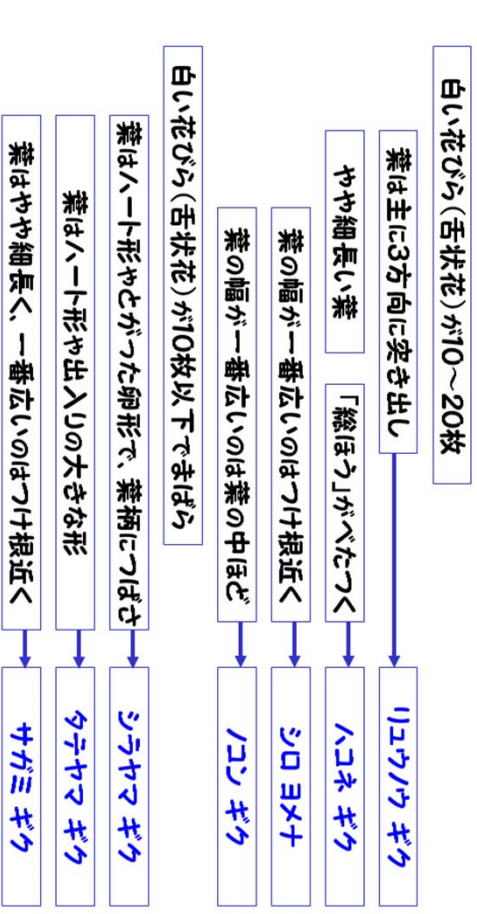 白い花びら(舌状花)が10～20枚
葉は主に3方向に突き出し
リュウノウ ギク
やや細長い葉
「総ほう」がべたつく
ハコネ ギク
葉の幅が一番広いのはつけ根近く
シロ ヨメナ
葉の幅が一番広いのは葉の中ほど
ノコン ギク
白い花びら(舌状花)が10枚以下でまばら
葉はハート形やとがった卵形で、葉柄につばさ
シラヤマ ギク
葉はハート形や出入りの大きな形
タテヤマ ギク
葉はやや細長く、一番広いのはつけ根近く
サガミ ギク